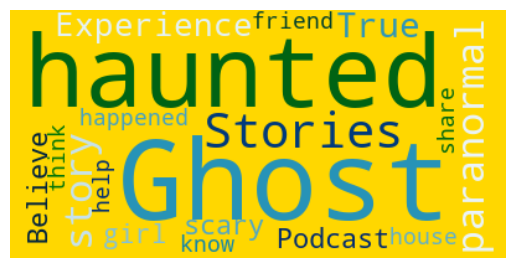 Experience friend True
haunted
paranormal
happened
Stories
share
Believe
think
story
help
Ghost
girl scary
know Podcast house